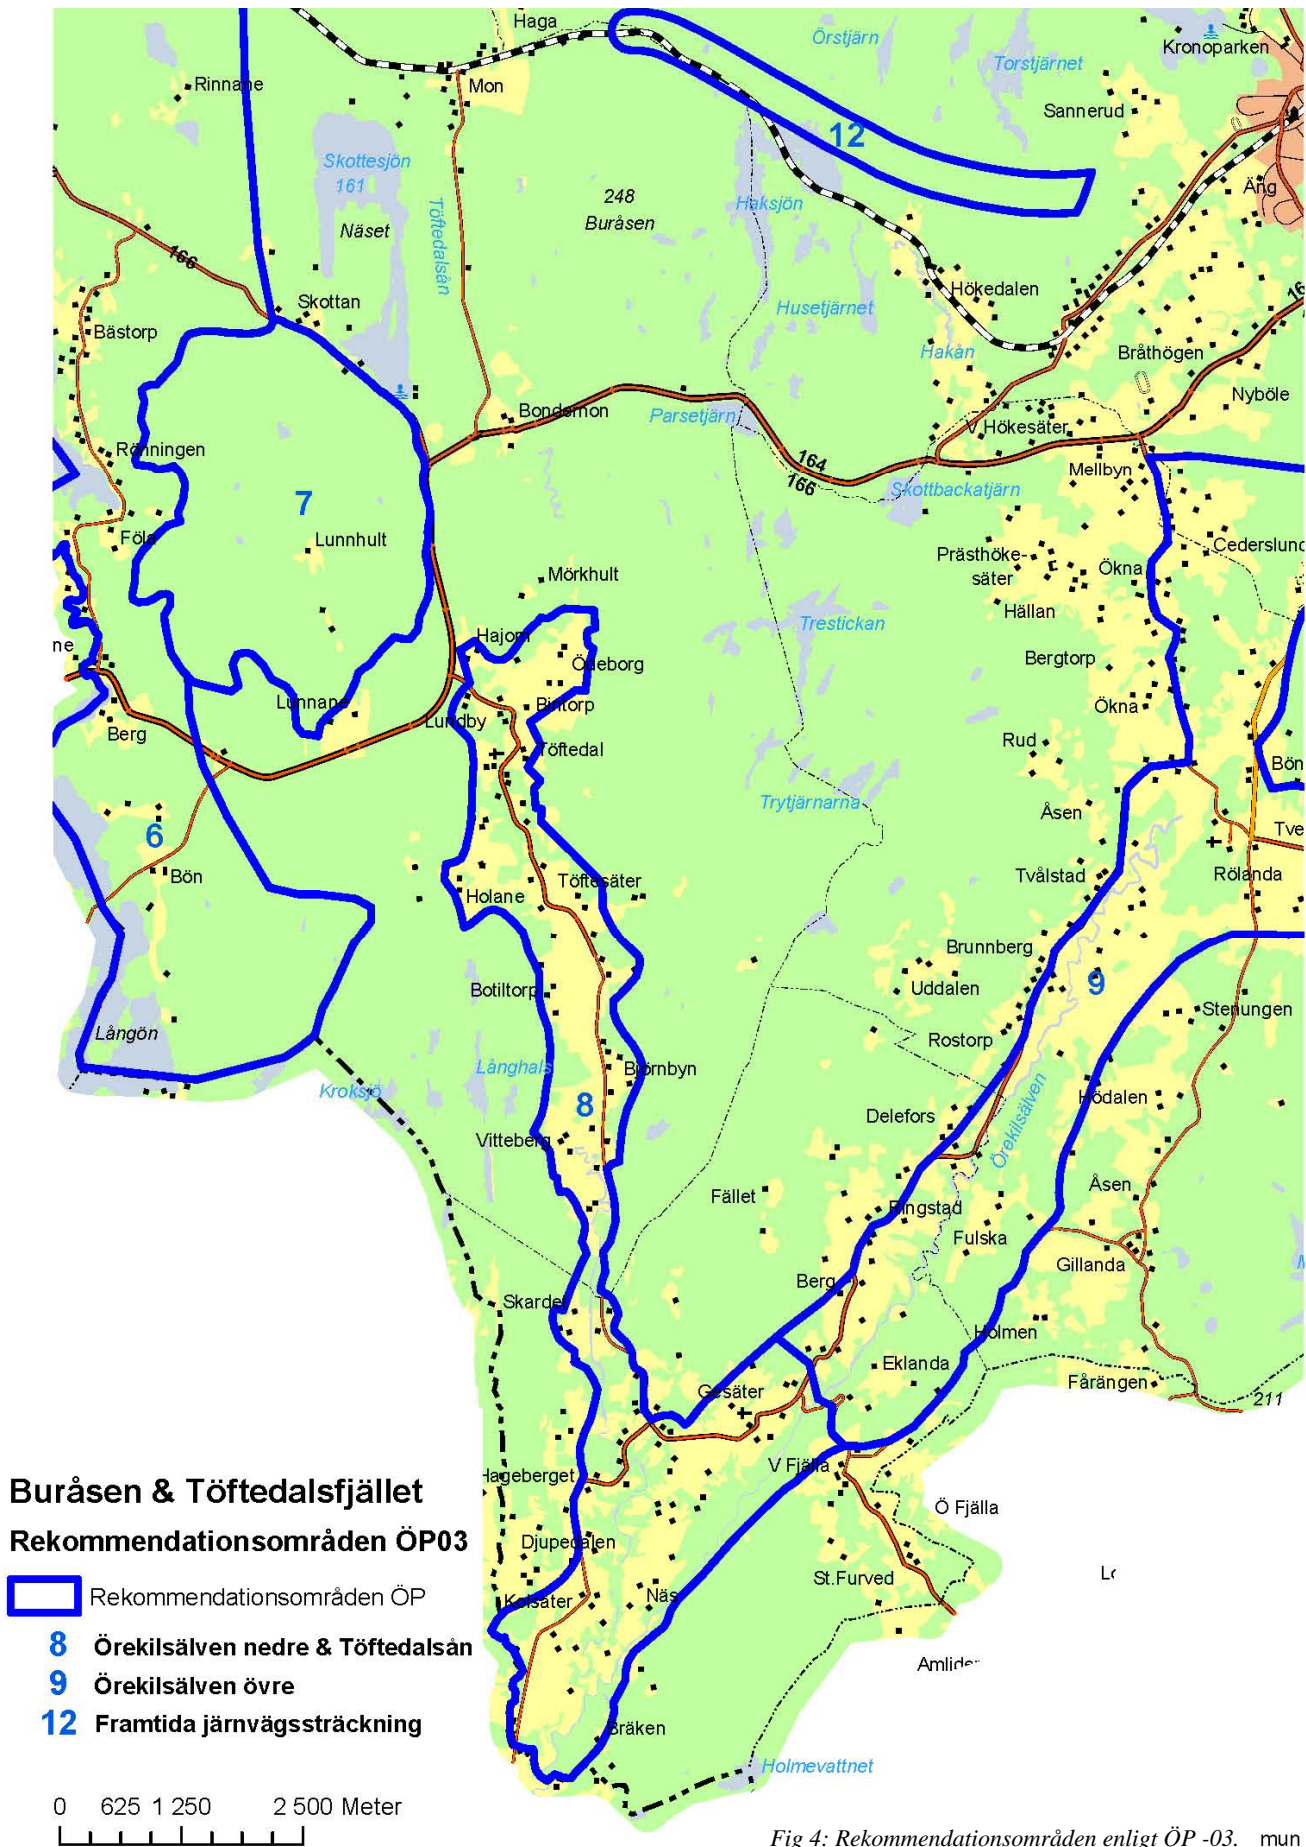 Haga
Örstjärn
Kronoparken
Torstjärnet
Rinnane
Mon
Sannerud
12
Skottesjön
161
Äng
248
Buråsen
Haksjön
Töftedalsån
Näset
166
Skottan
Hökedalen
Husetjärnet
Bästorp
Hakån
Bråthögen
Nyböle
Bondemon
Parsetjärn
V Hökesäter
Rönningen
164
166
Mellbyn
Skottbackatjärn
7
Föls
Lunnhult
Cederslund
Prästhöke-
säter
Ökna
Mörkhult
Hällan
Trestickan
Hajom
Ödeborg
Bergtorp
Lunnane
Bintorp
Ökna
Berg
Lundby
Töftedal
Rud
Bön
Trytjärnarna
Åsen
6
Tve
Bön
Töftesäter
Holane
Tvålstad
Rölanda
Brunnberg
Botiltorp
Uddalen
9
Stenungen
Långön
Rostorp
Kroksjö
Långhals
Björnbyn
Hödalen
8
Delefors
Örekilsälven
Vitteberg
Fället
Åsen
Ringstad
Fulska
Gillanda
Berg
Skardet
Holmen
Eklanda
Gesäter
Fårängen
211
V Fjälla
Hageberget
Buråsen & Töftedalsfjället
Ö Fjälla
Rekommendationsområden ÖP03
Djupedalen
St.Furved
Rekommendationsområden ÖP
Kolsäter
Näs
8 Örekilsälven nedre & Töftedalsån
Amlider
9 Örekilsälven övre
12 Framtida järnvägssträckning
Bräken
Holmevattnet
0 625 1 250 2 500 Meter
Fig 4: Rekommendationsområden enligt ÖP -03. mun